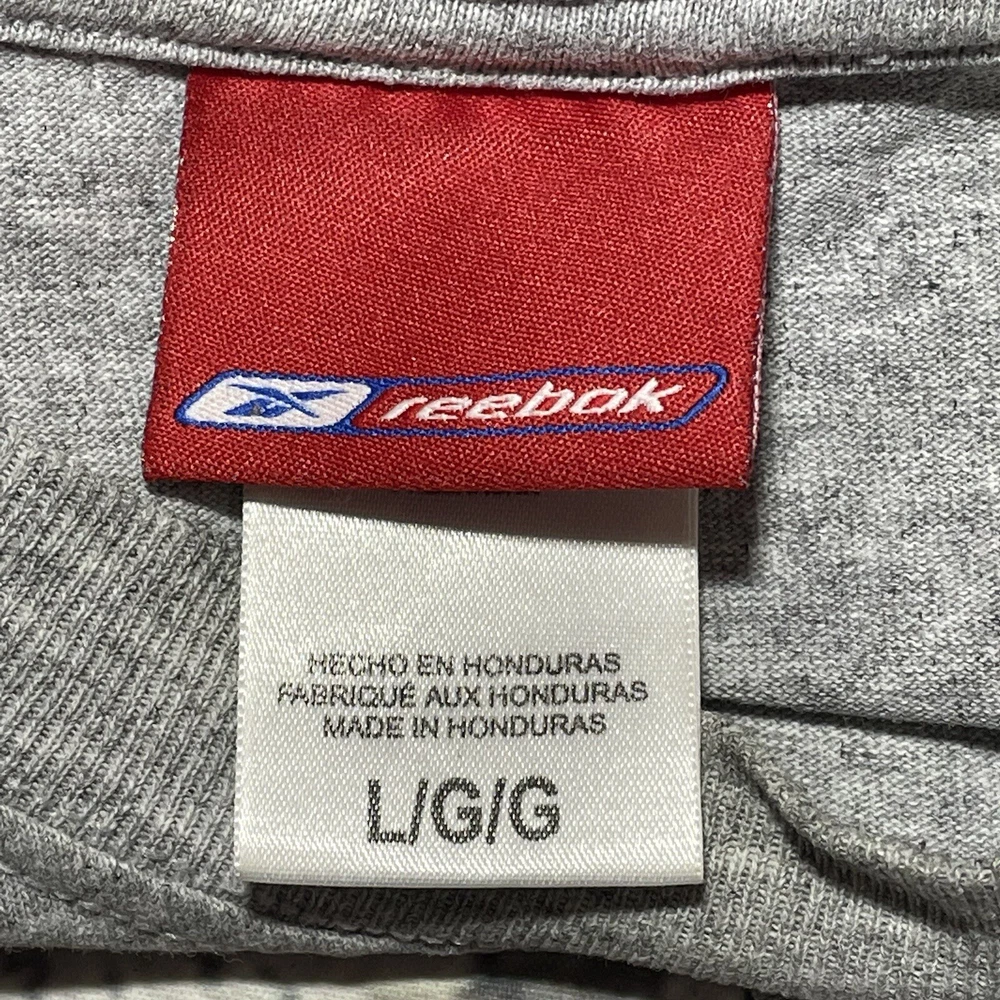 reebok
HECHO EN HONDURAS
FABRIQUÉ AUX HONDURAS
MADE IN HONDURAS
L/G/G